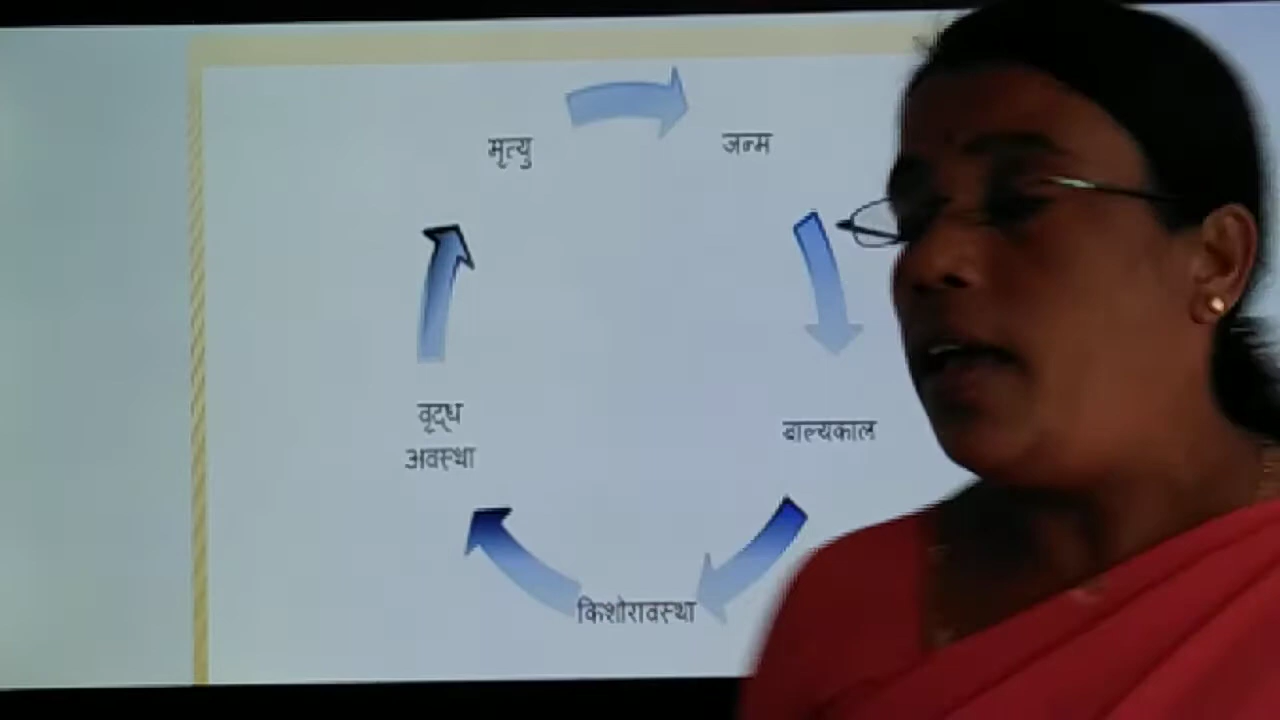 मृत्यु
जन्म
वृद्ध
अवस्था
बाल्यकाल
किशोरावस्था